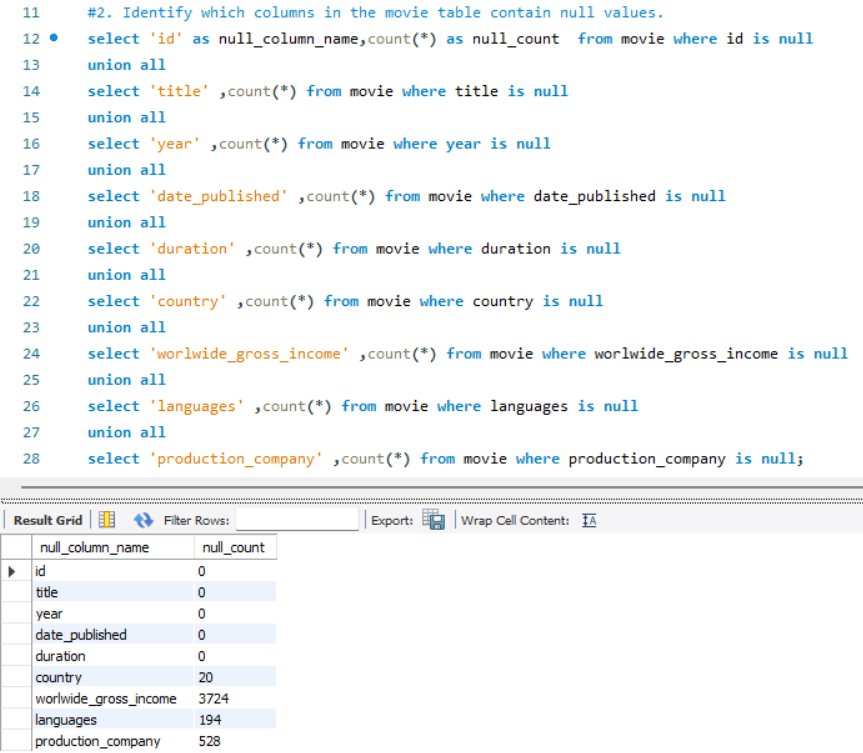 11 #2. Identify which columns in the movie table contain null values.
12 select 'id' as null_column_name,count(*) as null_count  from movie where id is null
13 union all
14 select 'title' ,count(*) from movie where title is null
15 union all
16 select 'year' ,count(*) from movie where year is null
17 union all
18 select 'date_published' ,count(*) from movie where date_published is null
19 union all
20 select 'duration' ,count(*) from movie where duration is null
21 union all
22 select 'country' ,count(*) from movie where country is null
23 union all
24 select 'worlwide_gross_income' ,count(*) from movie where worlwide_gross_income is null
25 union all
26 select 'languages' ,count(*) from movie where languages is null
27 union all
28 select 'production_company' ,count(*) from movie where production_company is null;
Result Grid Filter Rows: Export: Wrap Cell Content: IA
null_column_name null_count
id 0
title 0
year 0
date_published 0
duration 0
country 20
worlwide_gross_income 3724
languages 194
production_company 528